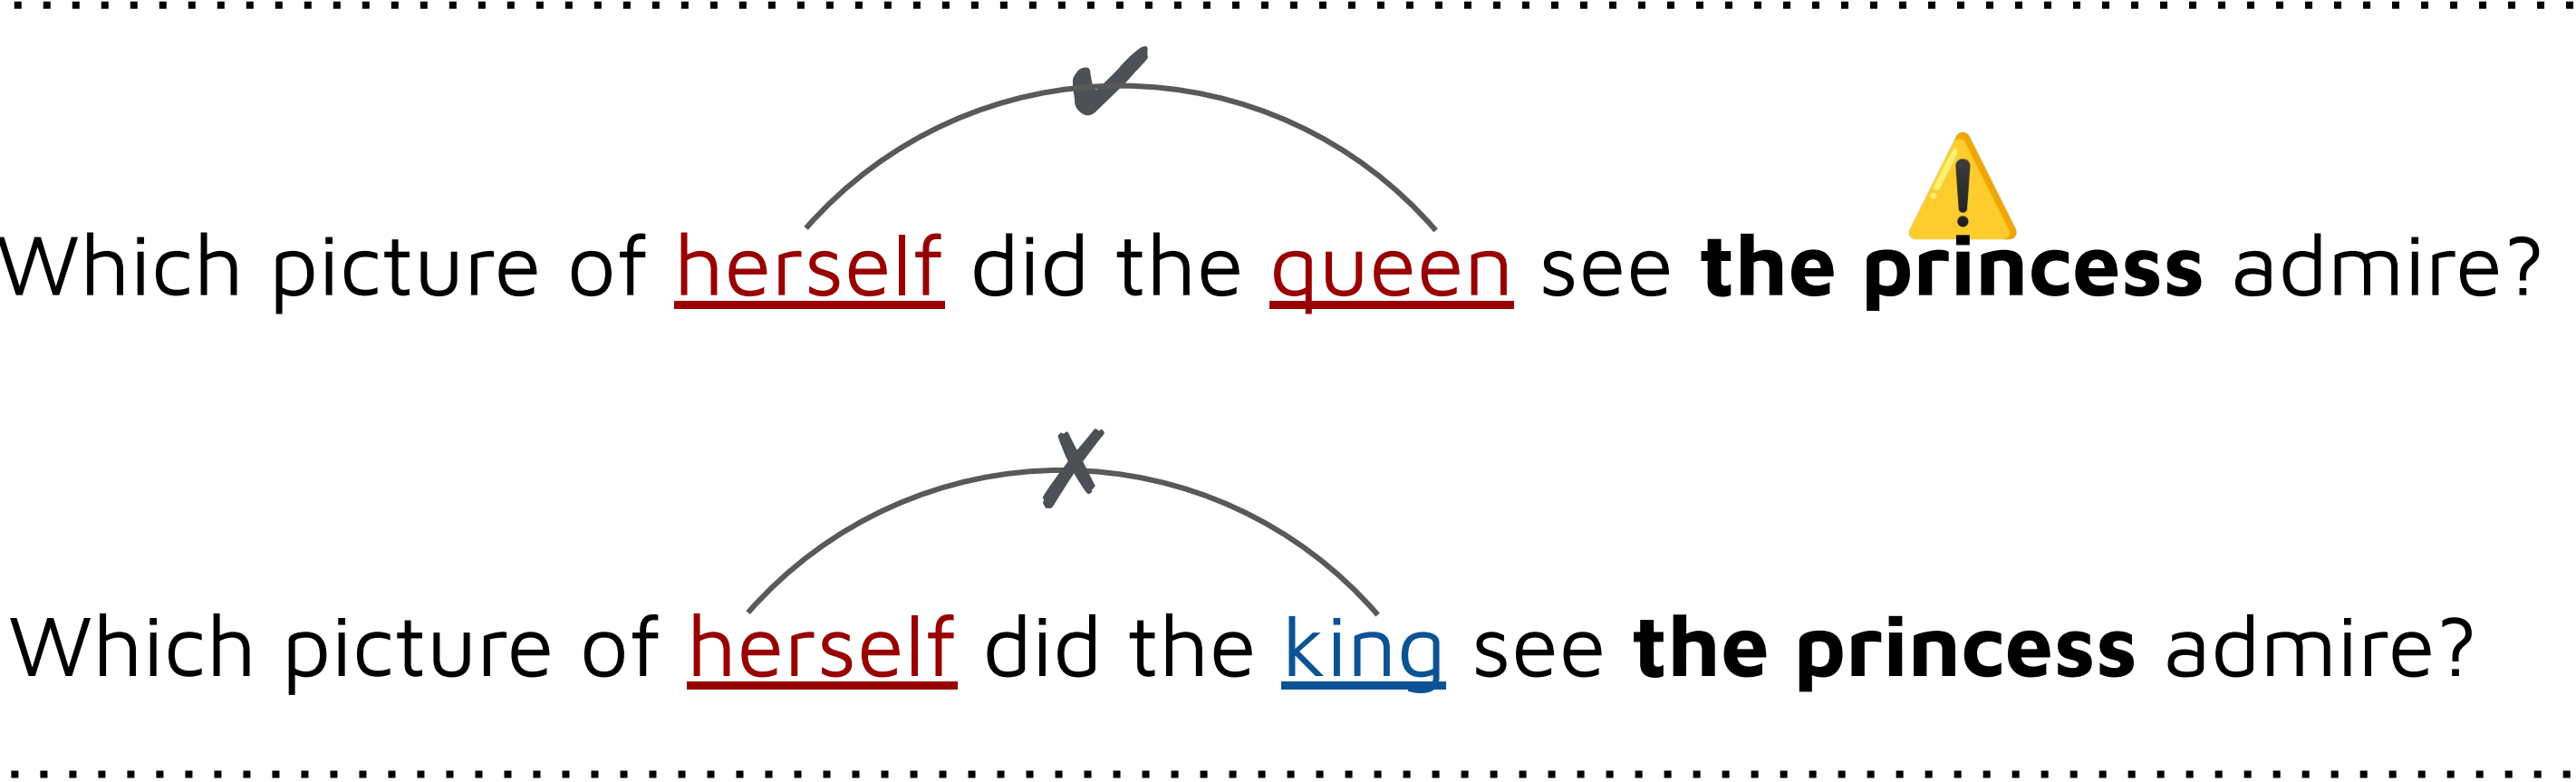 Which picture of herself did the queen see the princess admire?
Which picture of herself did the king see the princess admire?